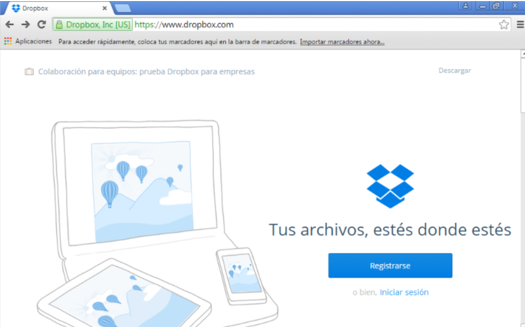 Dropbox
Dropbox, Inc [US] https://www.dropbox.com
Aplicaciones Para acceder rápidamente, coloca tus marcadores aquí en la barra de marcadores. Importar marcadores ahora...
Colaboración para equipos: prueba Dropbox para empresas Descargar
Tus archivos, estés donde estés
Registrarse
o bien, iniciar sesión